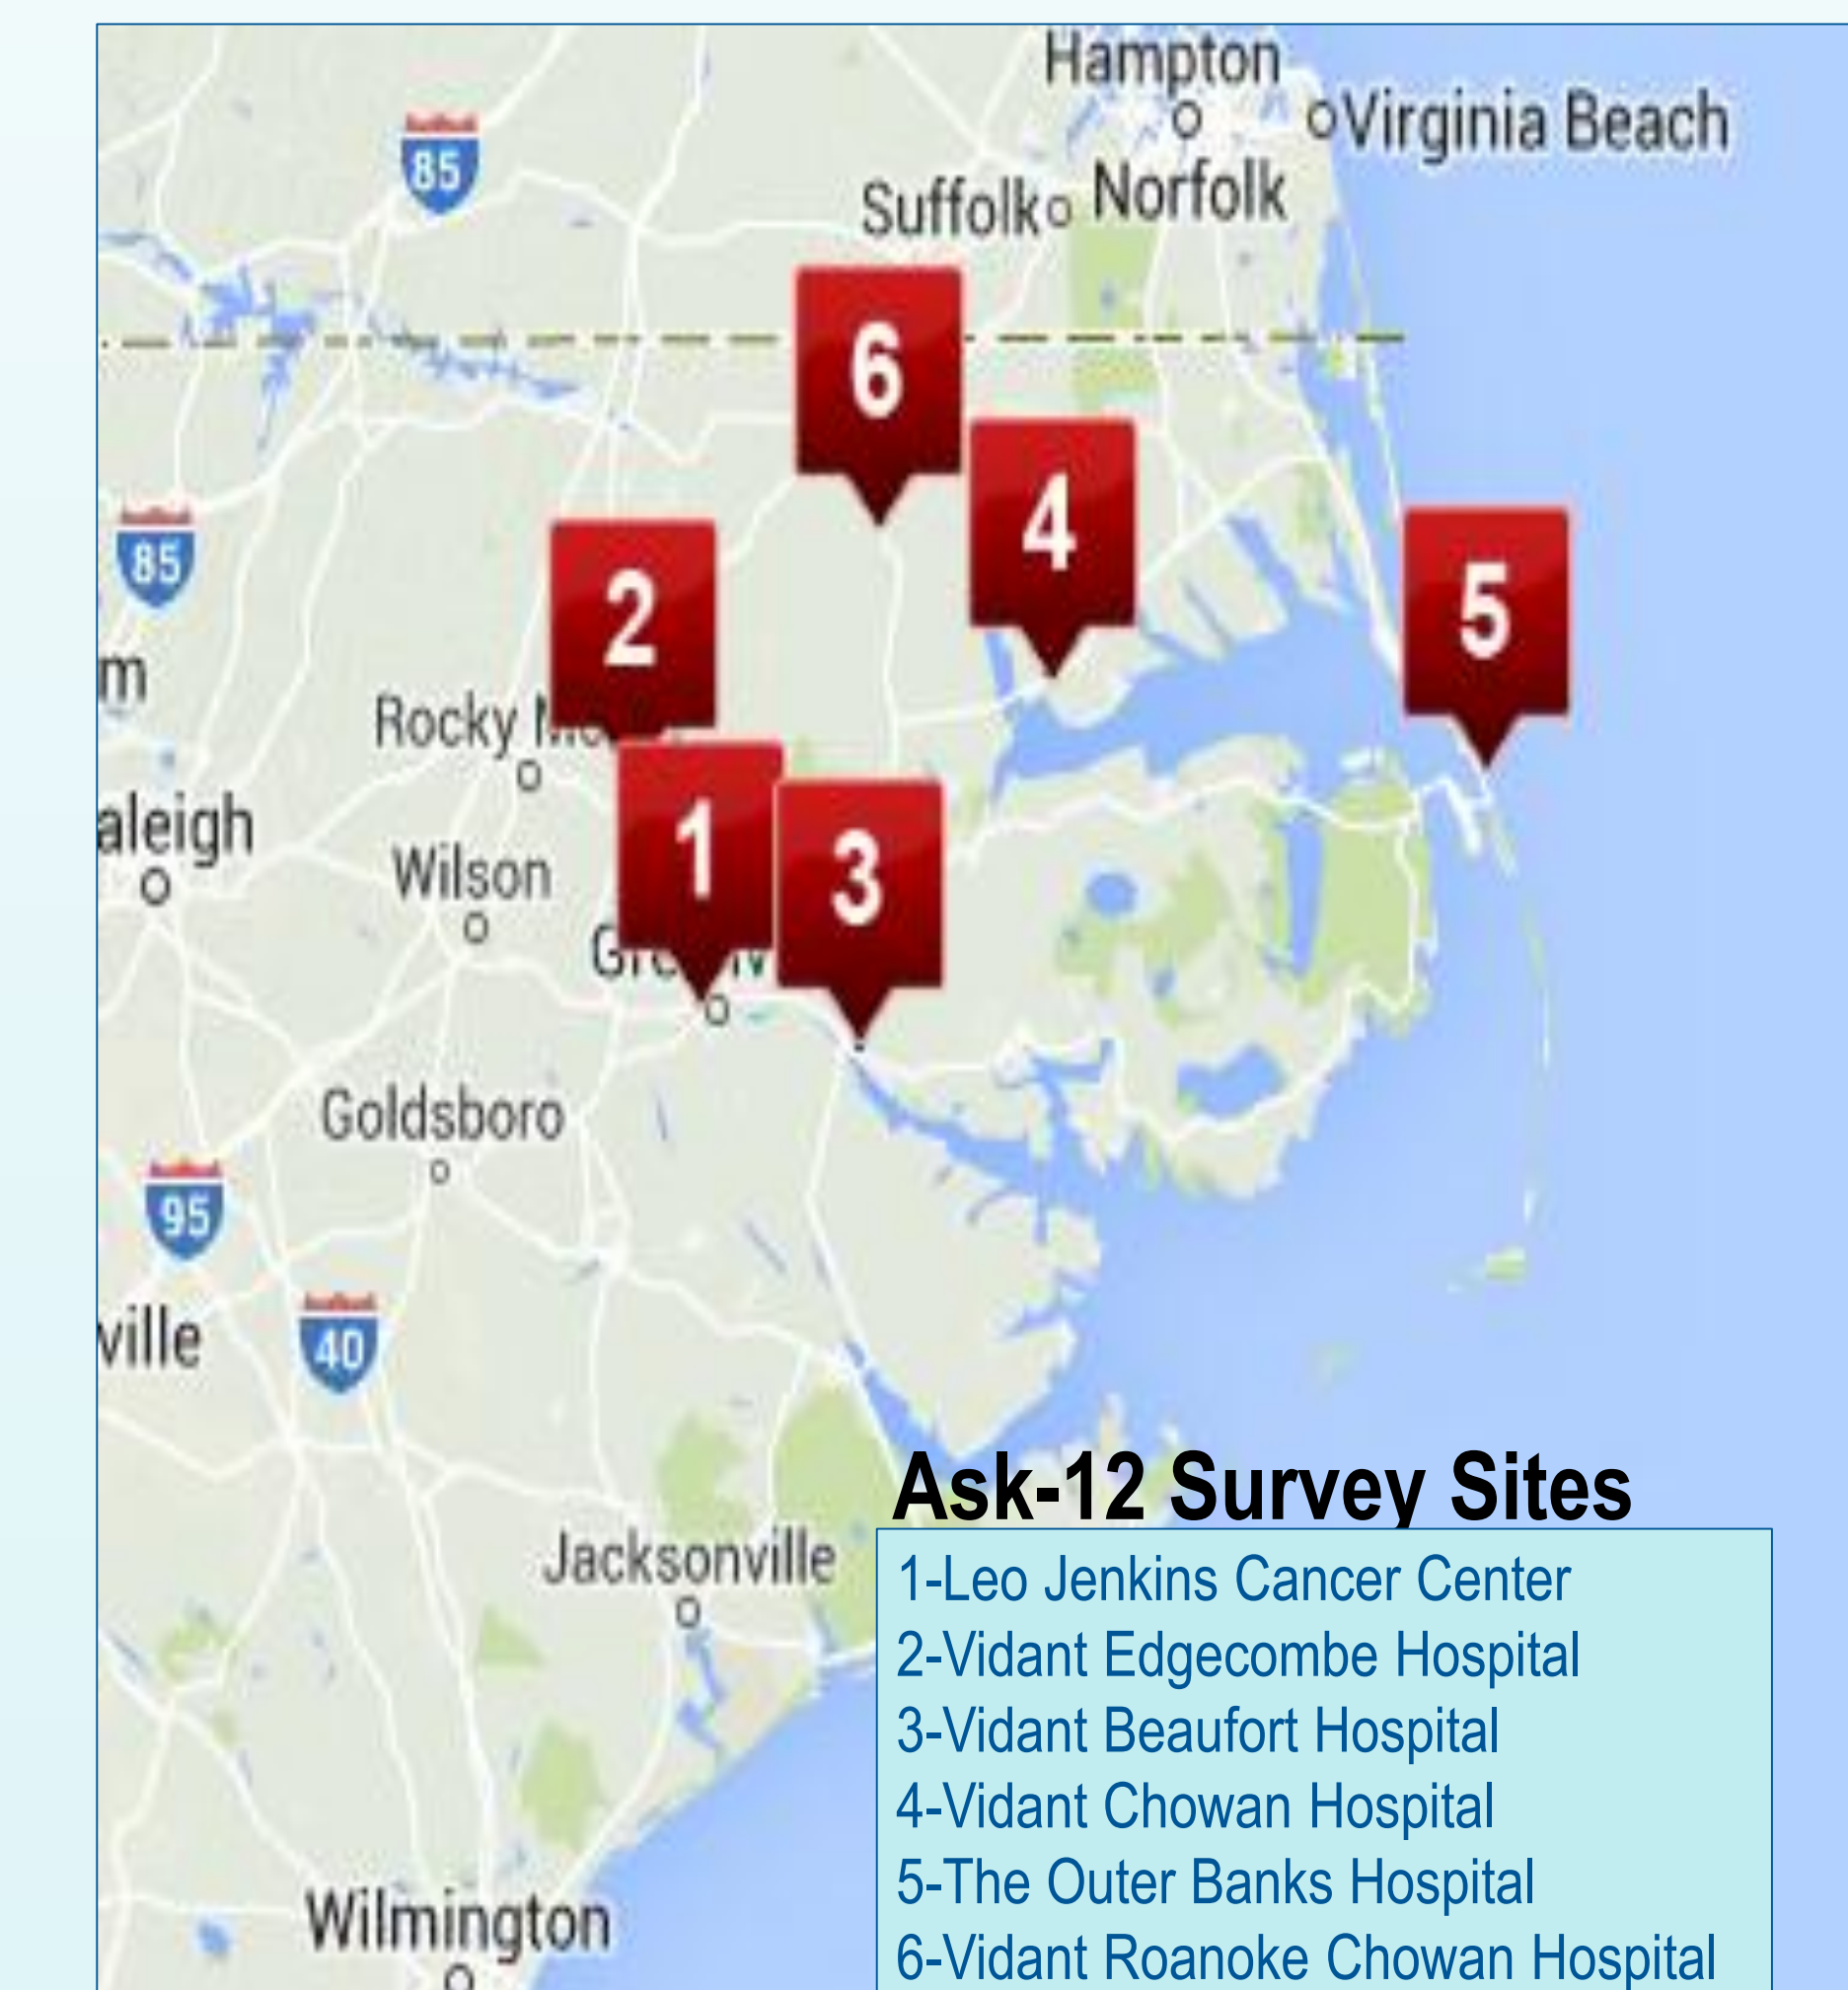 Hampton
Virginia Beach
Norfolk
Suffolk
85
6
4
5
2
85
m
Rocky
1
3
aleigh
Wilson
Goldsboro
95
40
ville
Ask-12 Survey Sites
Jacksonville
1-Leo Jenkins Cancer Center
2-Vidant Edgecombe Hospital
3-Vidant Beaufort Hospital
4-Vidant Chowan Hospital
5-The Outer Banks Hospital
6-Vidant Roanoke Chowan Hospital
Wilmington